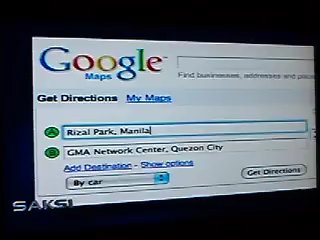 Google
Maps
Find businesses, addresses and place
Get Directions My Maps
A Rizal Park, Manila
B GMA Network Center, Quezon City
Add Destination - Show options
By car
Get Directions
SAKSI